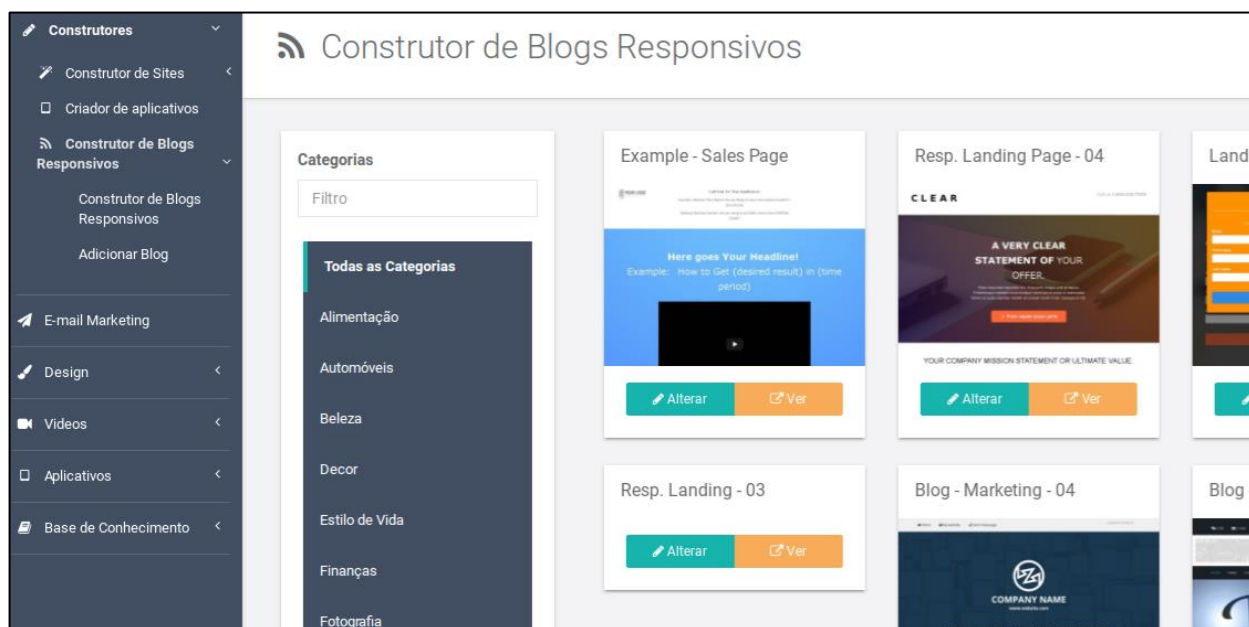 Construtores
Construtor de Sites
Criador de aplicativos
Construtor de Blogs
Responsivos
Construtor de Blogs
Responsivos
Adicionar Blog
E-mail Marketing
Design
Videos
Aplicativos
Base de Conhecimento
Construtor de Blogs Responsivos
Categorias
Filtro
Todas as Categorias
Alimentação
Automóveis
Beleza
Decor
Estilo de Vida
Finanças
Fotografia
Example - Sales Page
Here goes Your Headline!
Example: How to Get (desired result) in (time
period)
Alterar
Ver
Resp. Landing Page - 04
CLEAR
A VERY CLEAR
STATEMENT OF YOUR
OFFER.
YOUR COMPANY MISSION STATEMENT OR ULTIMATE VALUE
Alterar
Ver
Land
Resp. Landing - 03
Alterar
Ver
Blog - Marketing - 04
COMPANY NAME
Blog